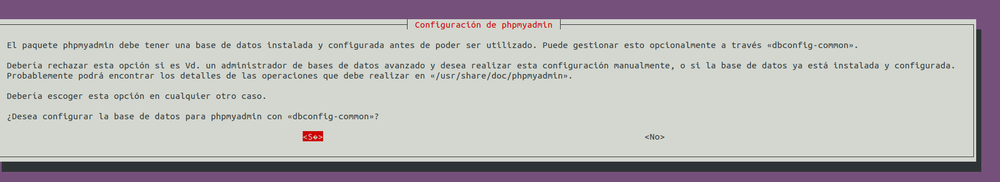 Configuración de phpmyadmin
El paquete phpmyadmin debe tener una base de datos instalada y configurada antes de poder ser utilizado. Puede gestionar esto opcionalmente a través «dbconfig-common».
Debería rechazar esta opción si es Vd. un administrador de bases de datos avanzado y desea realizar esta configuración manualmente, o si la base de datos ya está instalada y configurada.
Probablemente podrá encontrar los detalles de las operaciones que debe realizar en «/usr/share/doc/phpmyadmin».
Debería escoger esta opción en cualquier otro caso.
¿Desea configurar la base de datos para phpmyadmin con «dbconfig-common»?
<S�> <No>